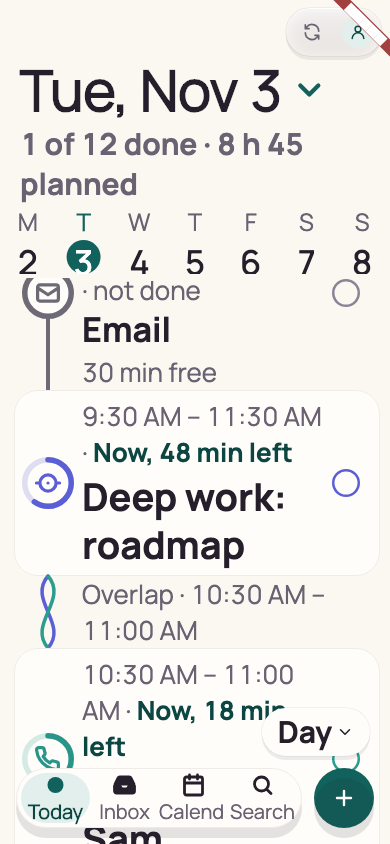 Tue, Nov 3
1 of 12 done · 8 h 45
planned
M T W T F S S
2 3 4 5 6 7 8
· not done
Email
30 min free
9:30 AM – 11:30 AM
· Now, 48 min left
Deep work:
roadmap
Overlap · 10:30 AM –
11:00 AM
10:30 AM – 11:00
AM · Now, 18 min
left
Day
Today Inbox Calend Search
Sam